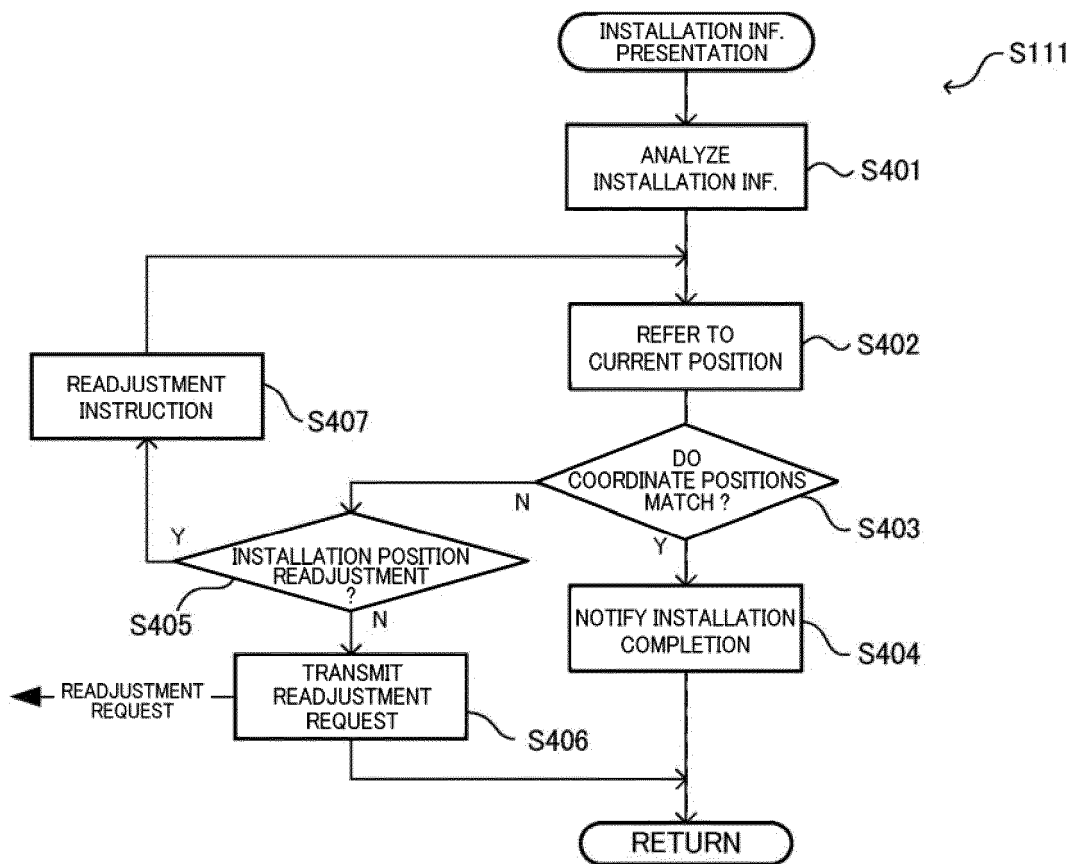 INSTALLATION INF.
PRESENTATION
S111
ANALYZE
INSTALLATION INF.
S401
REFER TO
CURRENT POSITION
S402
READJUSTMENT
INSTRUCTION
S407
DO
COORDINATE POSITIONS
MATCH ?
S403
N
Y
Y
INSTALLATION POSITION
READJUSTMENT
?
S405
N
NOTIFY INSTALLATION
COMPLETION
S404
TRANSMIT
READJUSTMENT
REQUEST
S406
READJUSTMENT
REQUEST
RETURN